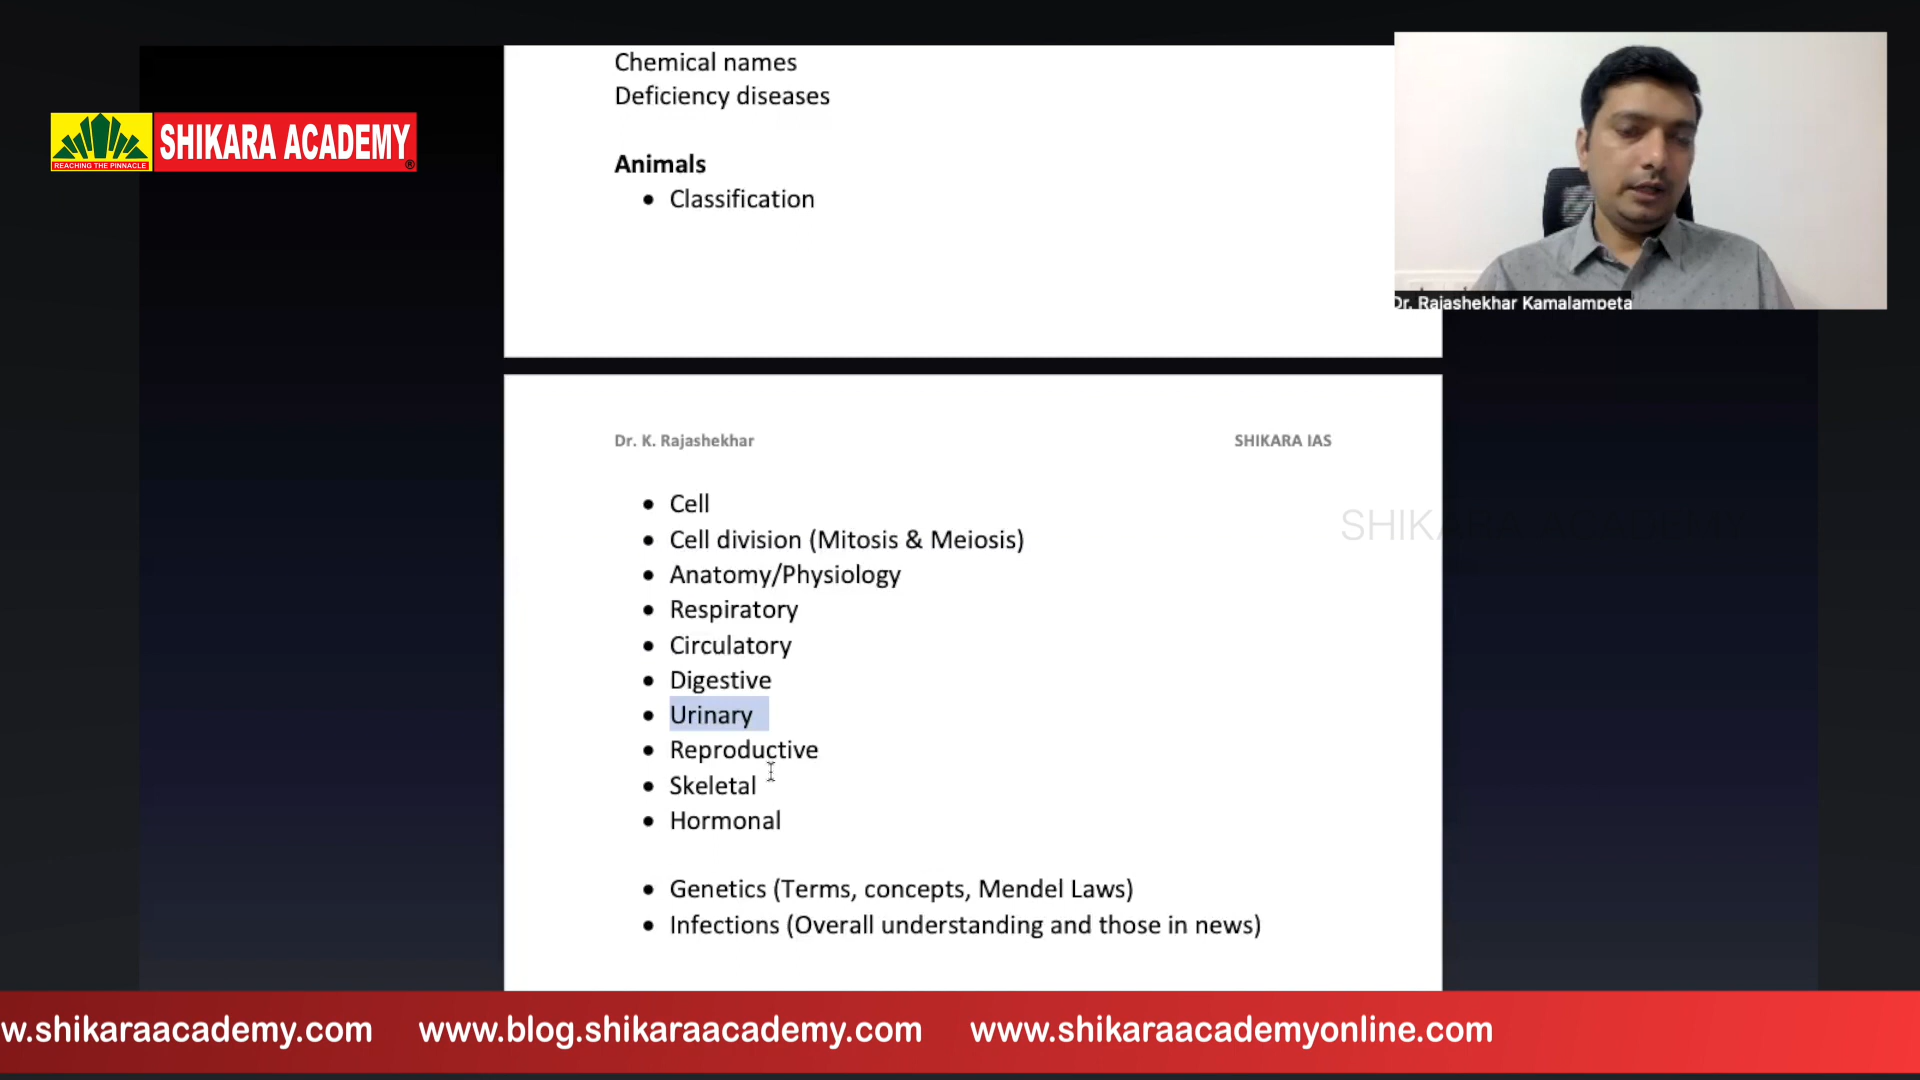 Chemical names
Deficiency diseases
SHIKARA ACADEMY
REACHING THE PINNACLE
®
Animals
• Classification
Dr. Rajashekhar Kamalampeta
Dr. K. Rajashekhar
SHIKARA IAS
• Cell
• Cell division (Mitosis & Meiosis)
• Anatomy/Physiology
• Respiratory
• Circulatory
• Digestive
• Urinary
• Reproductive
• Skeletal
• Hormonal
• Genetics (Terms, concepts, Mendel Laws)
• Infections (Overall understanding and those in news)
w.shikaraacademy.com www.blog.shikaraacademy.com www.shikaraacademyonline.com